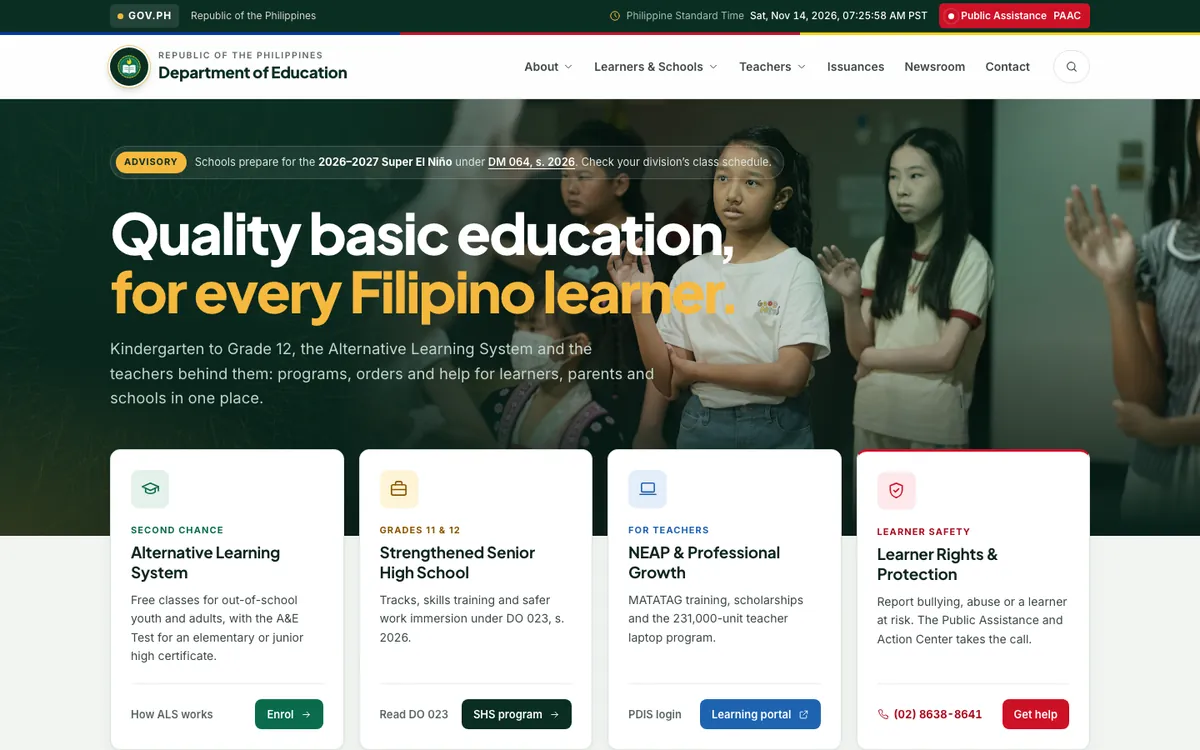 GOV.PH
Republic of the Philippines
Philippine Standard Time Sat, Nov 14, 2026, 07:25:58 AM PST
Public Assistance PAAC
REPUBLIC OF THE PHILIPPINES
Department of Education
About
Learners & Schools
Teachers
Issuances
Newsroom
Contact
ADVISORY Schools prepare for the 2026–2027 Super El Niño under DM 064, s. 2026. Check your division's class schedule.
Quality basic education,
for every Filipino learner.
Kindergarten to Grade 12, the Alternative Learning System and the
teachers behind them: programs, orders and help for learners, parents and
schools in one place.
SECOND CHANCE
Alternative Learning
System
Free classes for out-of-school
youth and adults, with the A&E
Test for an elementary or junior
high certificate.
How ALS works
Enrol
GRADES 11 & 12
Strengthened Senior
High School
Tracks, skills training and safer
work immersion under DO 023, s.
2026.
Read DO 023
SHS program
FOR TEACHERS
NEAP & Professional
Growth
MATATAG training, scholarships
and the 231,000-unit teacher
laptop program.
PDIS login
Learning portal
LEARNER SAFETY
Learner Rights &
Protection
Report bullying, abuse or a learner
at risk. The Public Assistance and
Action Center takes the call.
(02) 8638-8641
Get help